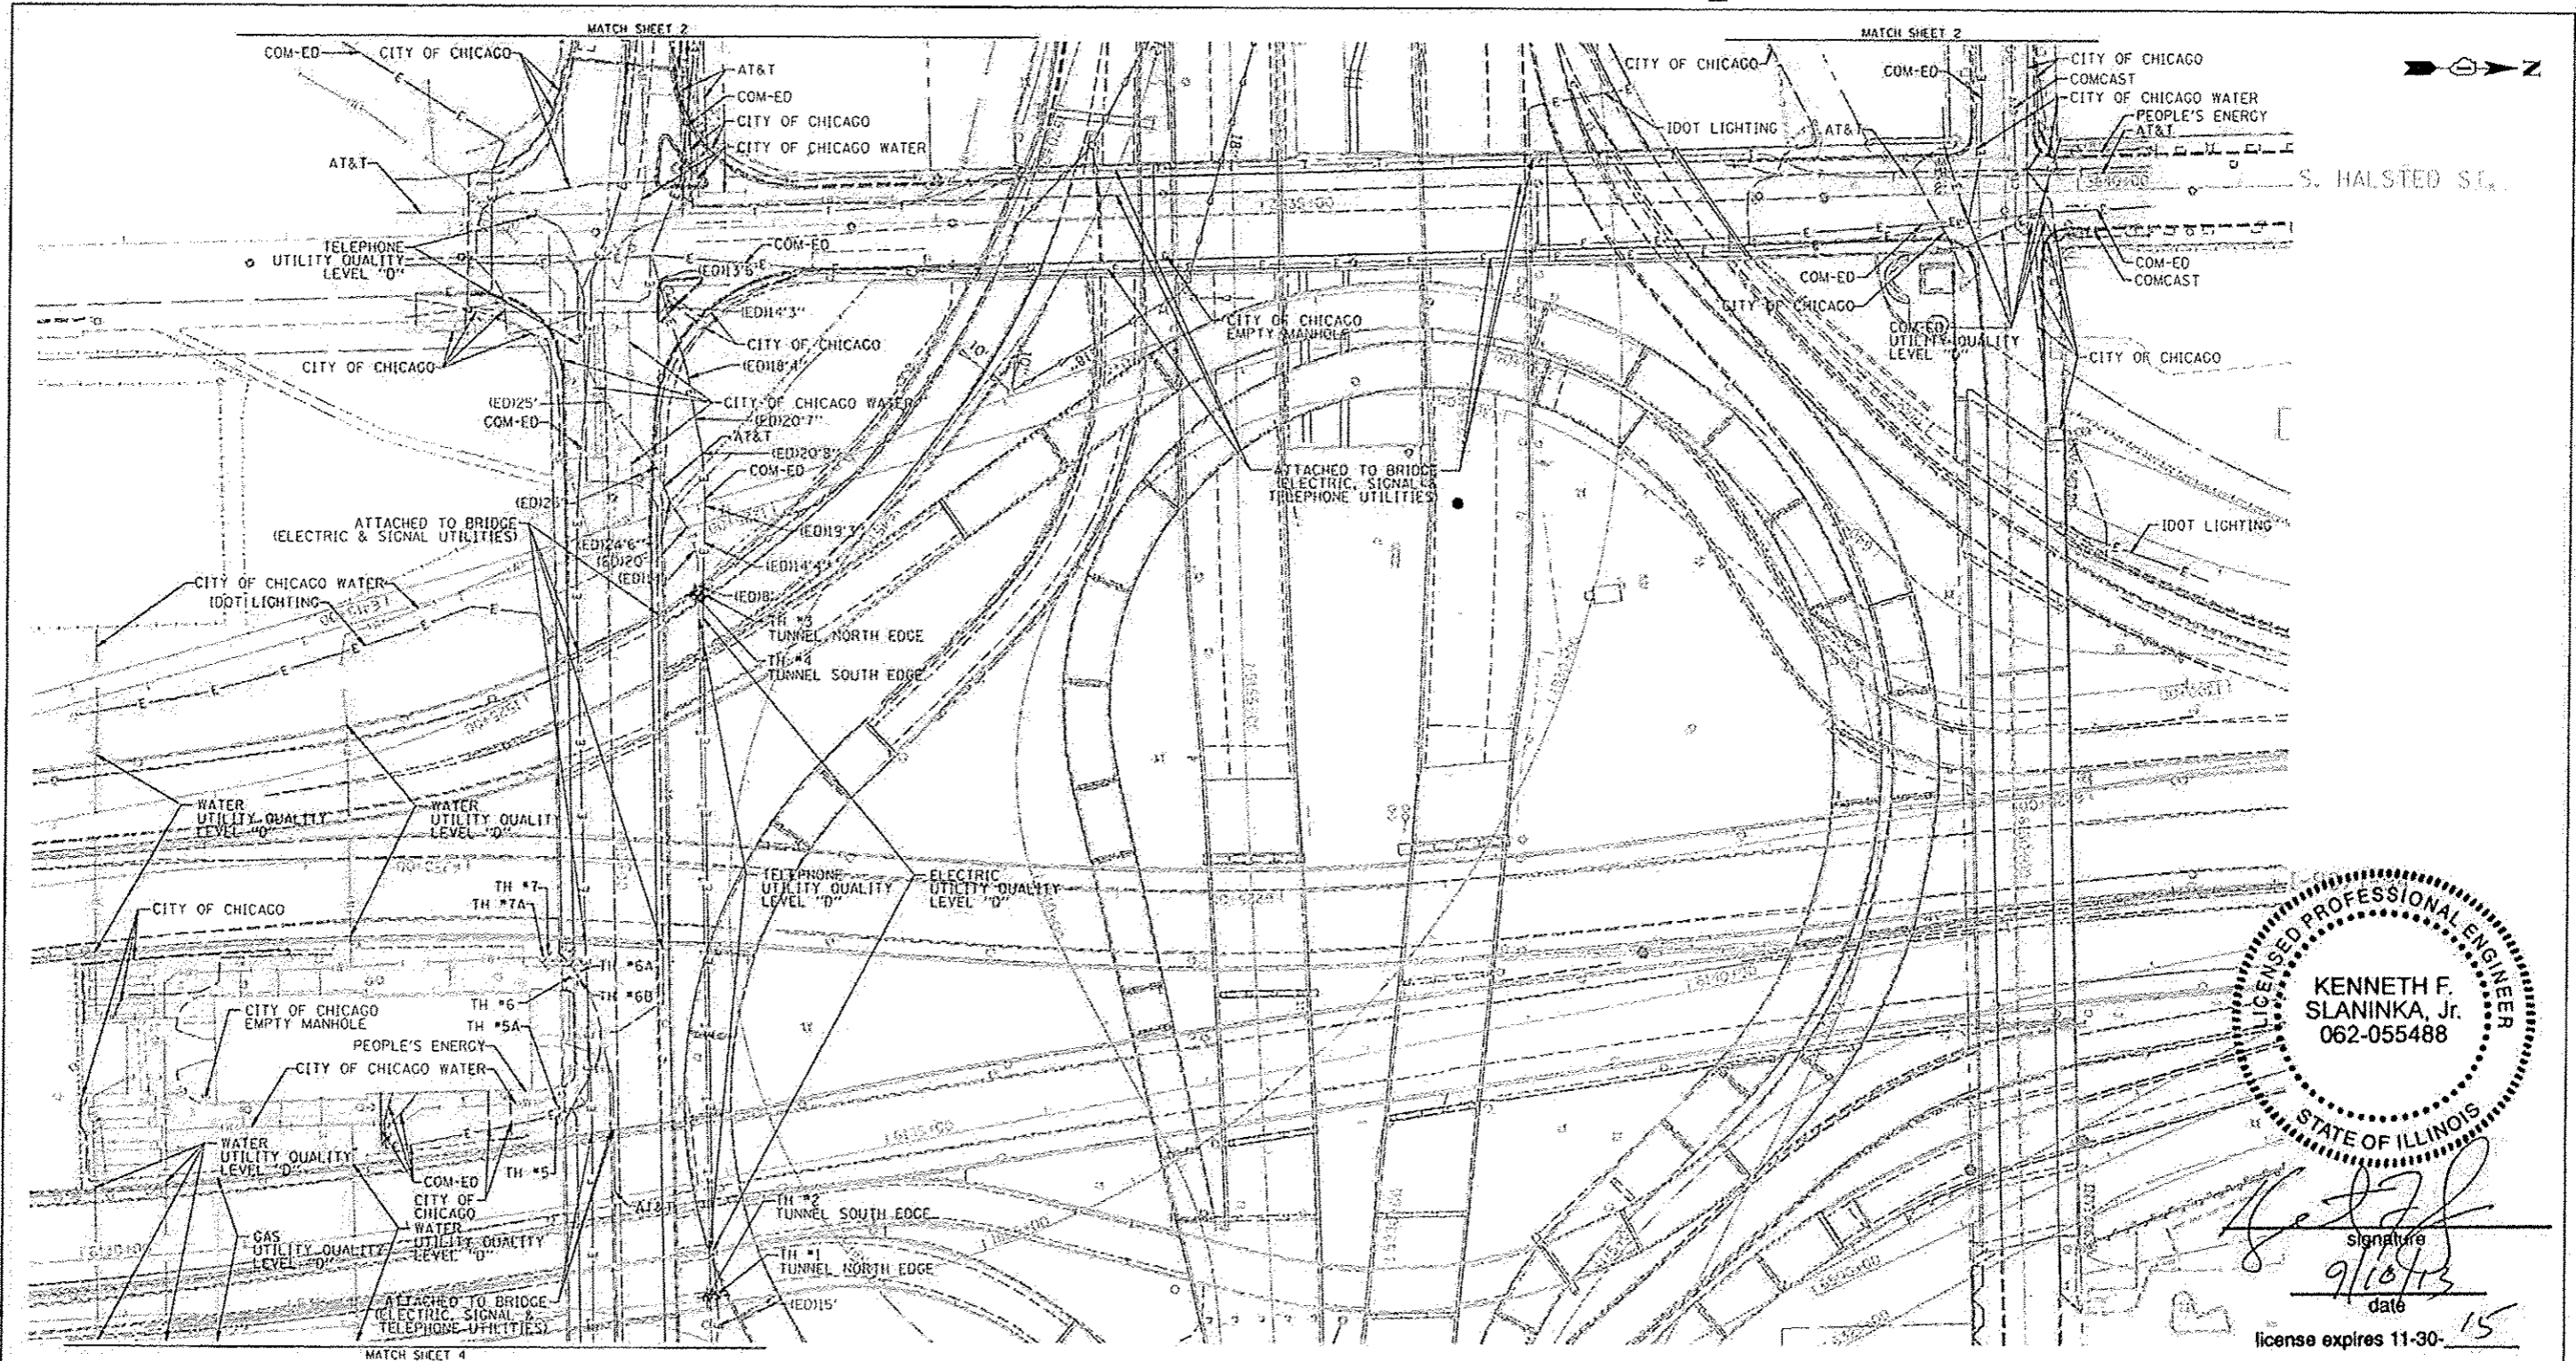 MATCH SHEET 2
MATCH SHEET 2
COM-ED
CITY OF CHICAGO
AT&T
COM-ED
CITY OF CHICAGO
CITY OF CHICAGO WATER
AT&T
CITY OF CHICAGO
COM-ED
CITY OF CHICAGO
COMCAST
CITY OF CHICAGO WATER
PEOPLE'S ENERGY
AT&T
IDOT LIGHTING
AT&T
Z
S. HALSTED ST.
TELEPHONE
UTILITY QUALITY
LEVEL "D"
COM-ED
(ED)13'6"
(ED)14'3"
CITY OF CHICAGO
CITY OF CHICAGO
(ED)18'4"
CITY OF CHICAGO
EMPTY MANHOLE
COM-ED
CITY OF CHICAGO
COM-ED
UTILITY QUALITY
LEVEL "D"
COM-ED
COMCAST
CITY OF CHICAGO
(ED)25'
COM-ED
CITY OF CHICAGO WATER
(ED)20'7"
AT&T
(ED)20'8"
COM-ED
ATTACHED TO BRIDGE
(ELECTRIC, SIGNAL &
TELEPHONE UTILITIES)
ATTACHED TO BRIDGE
(ELECTRIC & SIGNAL UTILITIES)
(ED)19'3"
(ED)24'6"
(ED)20'
(ED)14'4"
(ED)8'
IDOT LIGHTING
CITY OF CHICAGO WATER
IDOT LIGHTING
TH #3
TUNNEL NORTH EDGE
TH #4
TUNNEL SOUTH EDGE
WATER
UTILITY QUALITY
LEVEL "D"
WATER
UTILITY QUALITY
LEVEL "D"
TELEPHONE
UTILITY QUALITY
LEVEL "D"
ELECTRIC
UTILITY QUALITY
LEVEL "D"
TH #7
TH #7A
CITY OF CHICAGO
TH #6A
TH #6
TH #6B
CITY OF CHICAGO
EMPTY MANHOLE
TH #5A
PEOPLE'S ENERGY
CITY OF CHICAGO WATER
WATER
UTILITY QUALITY
LEVEL "D"
COM-ED
TH #5
CITY OF
CHICAGO
WATER
UTILITY QUALITY
LEVEL "D"
GAS
UTILITY QUALITY
LEVEL "D"
AT&T
TH #2
TUNNEL SOUTH EDGE
TH #1
TUNNEL NORTH EDGE
(ED)15'
ATTACHED TO BRIDGE
(ELECTRIC, SIGNAL &
TELEPHONE UTILITIES)
MATCH SHEET 4
LICENSED PROFESSIONAL ENGINEER
KENNETH F.
SLANINKA, Jr.
062-055488
STATE OF ILLINOIS
signature
9/10/13
date
license expires 11-30-15